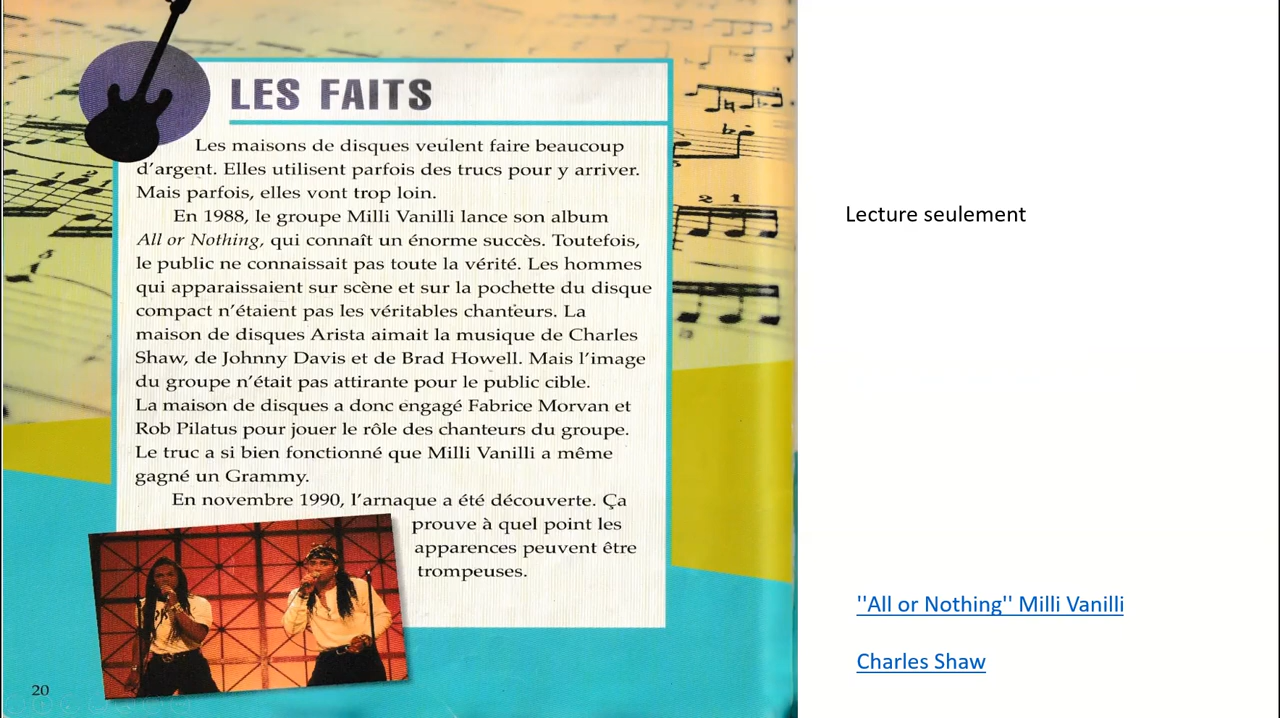 LES FAITS
Les maisons de disques veulent faire beaucoup
d'argent. Elles utilisent parfois des trucs pour y arriver.
Mais parfois, elles vont trop loin.
En 1988, le groupe Milli Vanilli lance son album
All or Nothing, qui connaît un énorme succès. Toutefois,
le public ne connaissait pas toute la vérité. Les hommes
qui apparaissaient sur scène et sur la pochette du disque
compact n'étaient pas les véritables chanteurs. La
maison de disques Arista aimait la musique de Charles
Shaw, de Johnny Davis et de Brad Howell. Mais l'image
du groupe n'était pas attirante pour le public cible.
La maison de disques a donc engagé Fabrice Morvan et
Rob Pilatus pour jouer le rôle des chanteurs du groupe.
Le truc a si bien fonctionné que Milli Vanilli a même
gagné un Grammy.
En novembre 1990, l'arnaque a été découverte. Ça
prouve à quel point les
apparences peuvent être
trompeuses.
20
Lecture seulement
"All or Nothing" Milli Vanilli
Charles Shaw